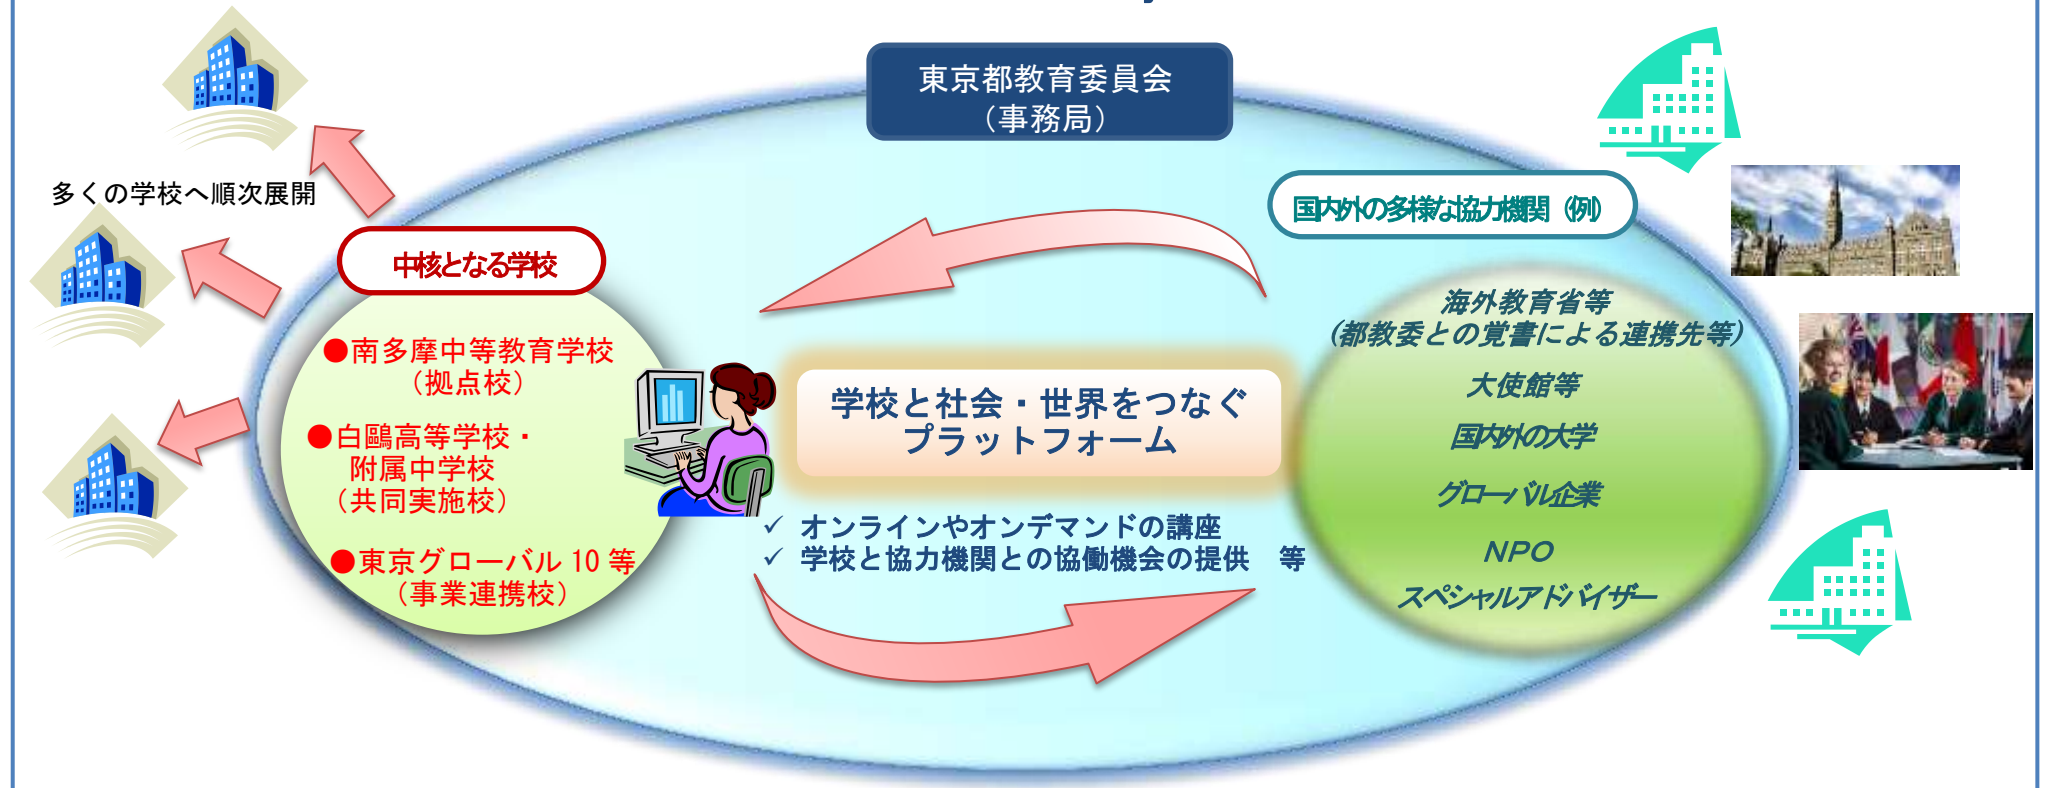 東京都教育委員会
（事務局）
国内外の多様な協力機関（例）
多くの学校へ順次展開
中核となる学校
●南多摩中等教育学校
（拠点校）
●白鷗高等学校・
附属中学校
（共同実施校）
●東京グローバル 10 等
（事業連携校）
学校と社会・世界をつなぐ
プラットフォーム
✓ オンラインやオンデマンドの講座
✓ 学校と協力機関との協働機会の提供　等
海外教育省等
（都教委との覚書による連携先等）
大使館等
国内外の大学
グローバル企業
NPO
スペシャルアドバイザー